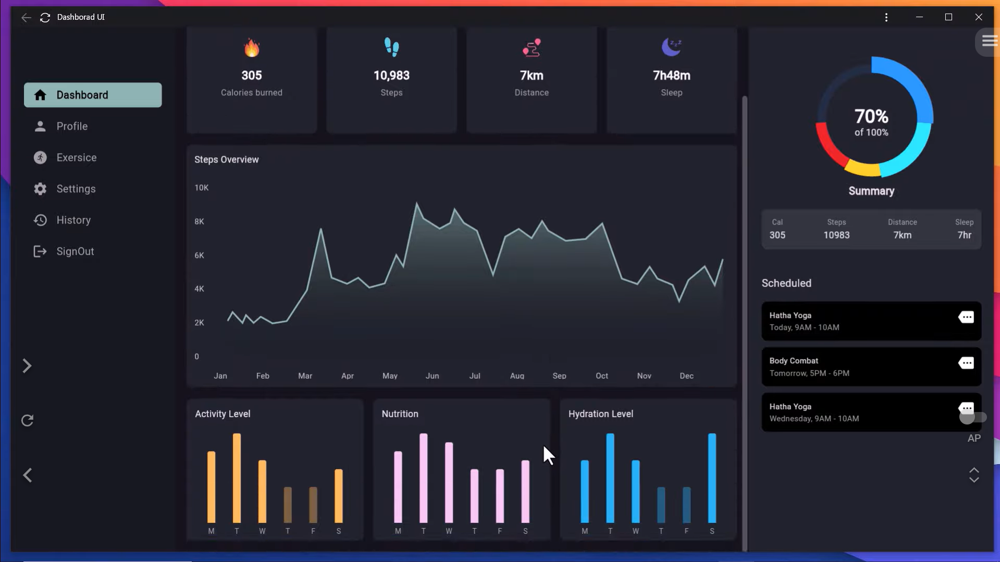 Dashborad UI
Dashboard
Profile
Exersice
Settings
History
SignOut
305
Calories burned
10,983
Steps
7km
Distance
7h48m
Sleep
Steps Overview
10K
8K
6K
4K
2K
0
Jan Feb Mar Apr May Jun Jul Aug Sep Oct Nov Dec
Activity Level
M T W T F S
Nutrition
M T W T F S
Hydration Level
M T W T F S
70%
of 100%
Summary
Cal Steps Distance Sleep
305 10983 7km 7hr
Scheduled
Hatha Yoga
Today, 9AM - 10AM
Body Combat
Tomorrow, 5PM - 6PM
Hatha Yoga
Wednesday, 9AM - 10AM
AP